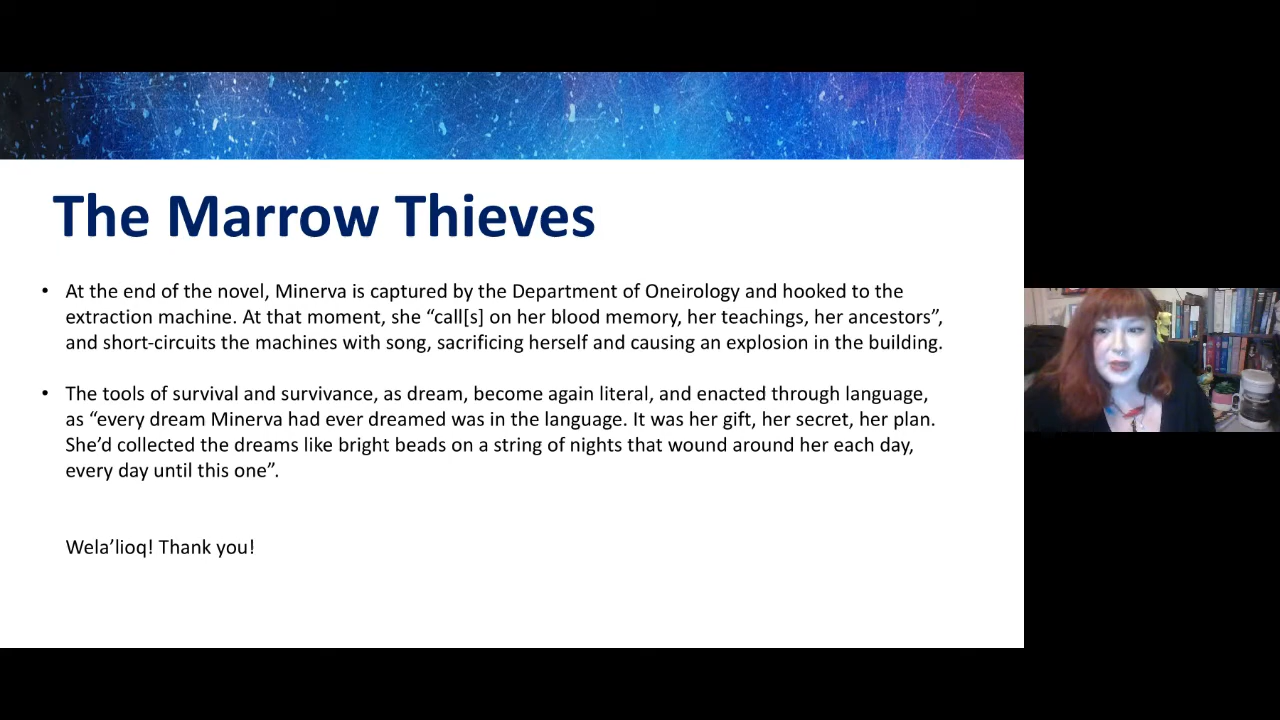 The Marrow Thieves
• At the end of the novel, Minerva is captured by the Department of Oneirology and hooked to the
extraction machine. At that moment, she “call[s] on her blood memory, her teachings, her ancestors”,
and short-circuits the machines with song, sacrificing herself and causing an explosion in the building.
• The tools of survival and survivance, as dream, become again literal, and enacted through language,
as “every dream Minerva had ever dreamed was in the language. It was her gift, her secret, her plan.
She’d collected the dreams like bright beads on a string of nights that wound around her each day,
every day until this one”.
Wela’lioq! Thank you!